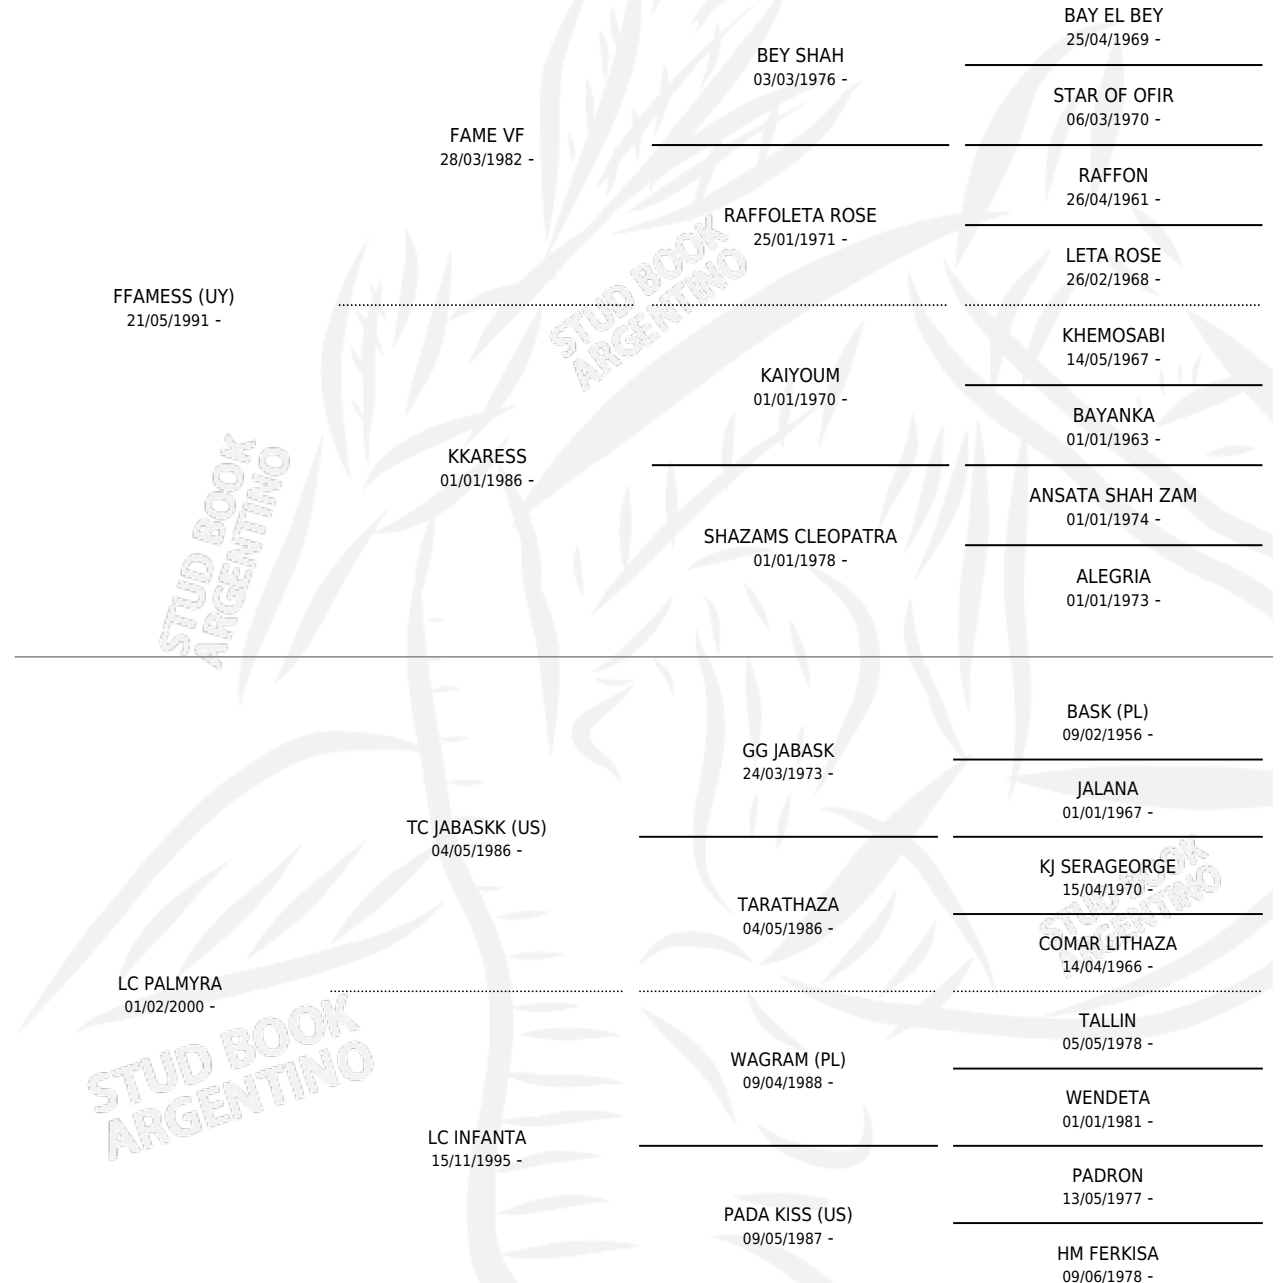 BAY EL BEY
25/04/1969 -
BEY SHAH
03/03/1976 -
STAR OF OFIR
06/03/1970 -
FAME VF
28/03/1982 -
RAFFON
26/04/1961 -
RAFFOLETA ROSE
25/01/1971 -
LETA ROSE
26/02/1968 -
FFAMESS (UY)
21/05/1991 -
KHEMOSABI
14/05/1967 -
KAIYOUM
01/01/1970 -
BAYANKA
01/01/1963 -
KKARESS
01/01/1986 -
ANSATA SHAH ZAM
01/01/1974 -
SHAZAMS CLEOPATRA
01/01/1978 -
ALEGRIA
01/01/1973 -
BASK (PL)
09/02/1956 -
GG JABASK
24/03/1973 -
JALANA
01/01/1967 -
TC JABASKK (US)
04/05/1986 -
KJ SERAGEORGE
15/04/1970 -
TARATHAZA
04/05/1986 -
COMAR LITHAZA
14/04/1966 -
LC PALMYRA
01/02/2000 -
TALLIN
05/05/1978 -
WAGRAM (PL)
09/04/1988 -
WENDETA
01/01/1981 -
LC INFANTA
15/11/1995 -
PADRON
13/05/1977 -
PADA KISS (US)
09/05/1987 -
HM FERKISA
09/06/1978 -
STUD BOOK
ARGENTINO
STUD BOOK
ARGENTINO
STUD BOOK
ARGENTINO
STUD BOOK
ARGENTINO